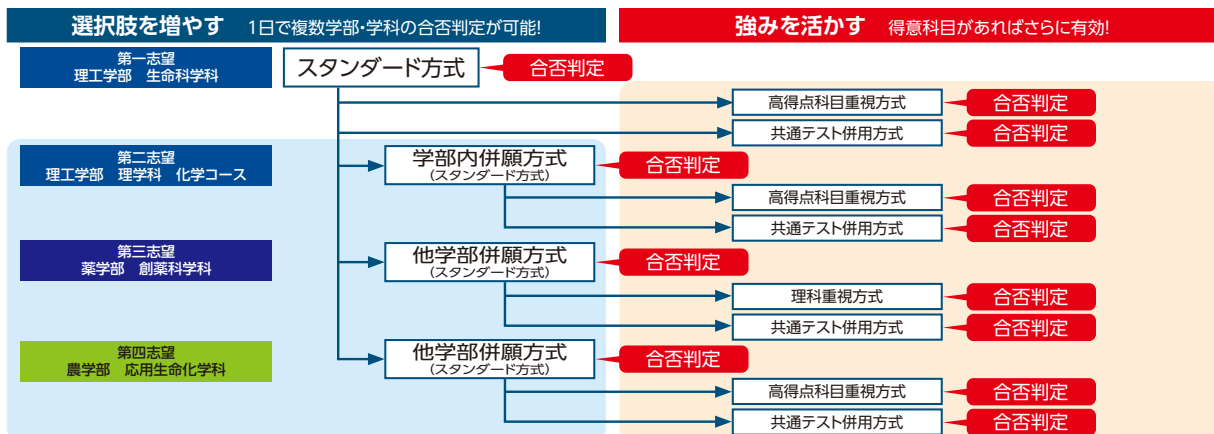 選択肢を増やす 1日で複数学部・学科の合否判定が可能!
強みを活かす 得意科目があればさらに有効!
第一志望
理工学部 生命科学科
スタンダード方式
合否判定
高得点科目重視方式
合否判定
共通テスト併用方式
合否判定
第二志望
理工学部 理学科 化学コース
学部内併願方式
(スタンダード方式)
合否判定
高得点科目重視方式
合否判定
共通テスト併用方式
合否判定
第三志望
薬学部 創薬科学科
他学部併願方式
(スタンダード方式)
合否判定
理科重視方式
合否判定
共通テスト併用方式
合否判定
第四志望
農学部 応用生命化学科
他学部併願方式
(スタンダード方式)
合否判定
高得点科目重視方式
合否判定
共通テスト併用方式
合否判定